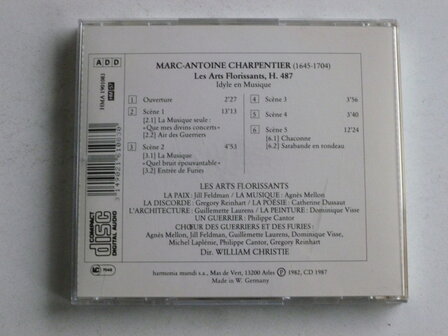 ADD
HMA 1901083
MARC-ANTOINE CHARPENTIER (1645-1704)
Les Arts Florissants, H. 487
Idyle en Musique
1 Ouverture 2'27
2 Scène 1 13'13
[2.1] La Musique seule :
«Que mes divins concerts»
[2.2] Air des Guerriers
3 Scène 2 4'53
[3.1] La Musique
«Quel bruit épouvantable»
[3.2] Entrée de Furies
4 Scène 3 3'56
5 Scène 4 3'40
6 Scène 5 12'24
[6.1] Chaconne
[6.2] Sarabande en rondeau
LES ARTS FLORISSANTS
LA PAIX : Jill Feldman / LA MUSIQUE : Agnès Mellon
LA DISCORDE : Gregory Reinhart / LA POÉSIE : Catherine Dussaut
L'ARCHITECTURE : Guillemette Laurens / LA PEINTURE : Dominique Visse
UN GUERRIER : Philippe Cantor
CHŒUR DES GUERRIERS ET DES FURIES :
Agnès Mellon, Jill Feldman, Guillemette Laurens, Dominique Visse,
Michel Laplénie, Philippe Cantor, Gregory Reinhart
Dir. WILLIAM CHRISTIE
COMPACT
disc
DIGITAL AUDIO
harmonia mundi s.a., Mas de Vert, 13200 Arles Ⓟ 1982, CD 1987
Made in W. Germany